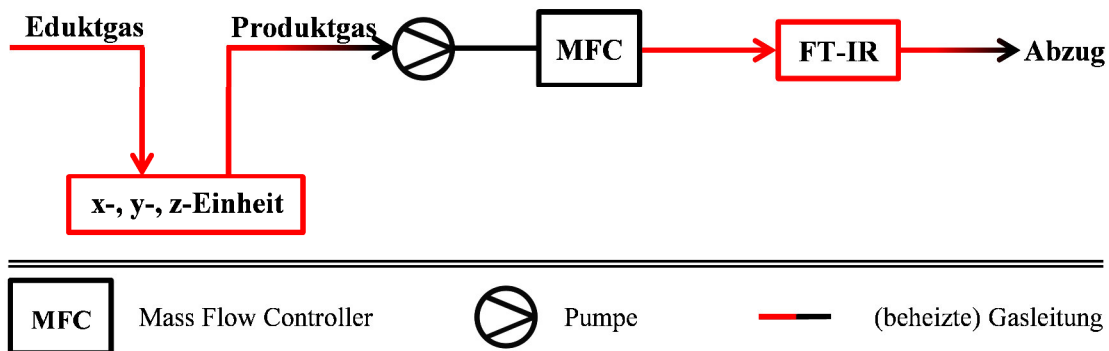 Eduktgas
Produktgas
MFC
FT-IR
Abzug
x-, y-, z-Einheit
MFC
Mass Flow Controller
Pumpe
(beheizte) Gasleitung